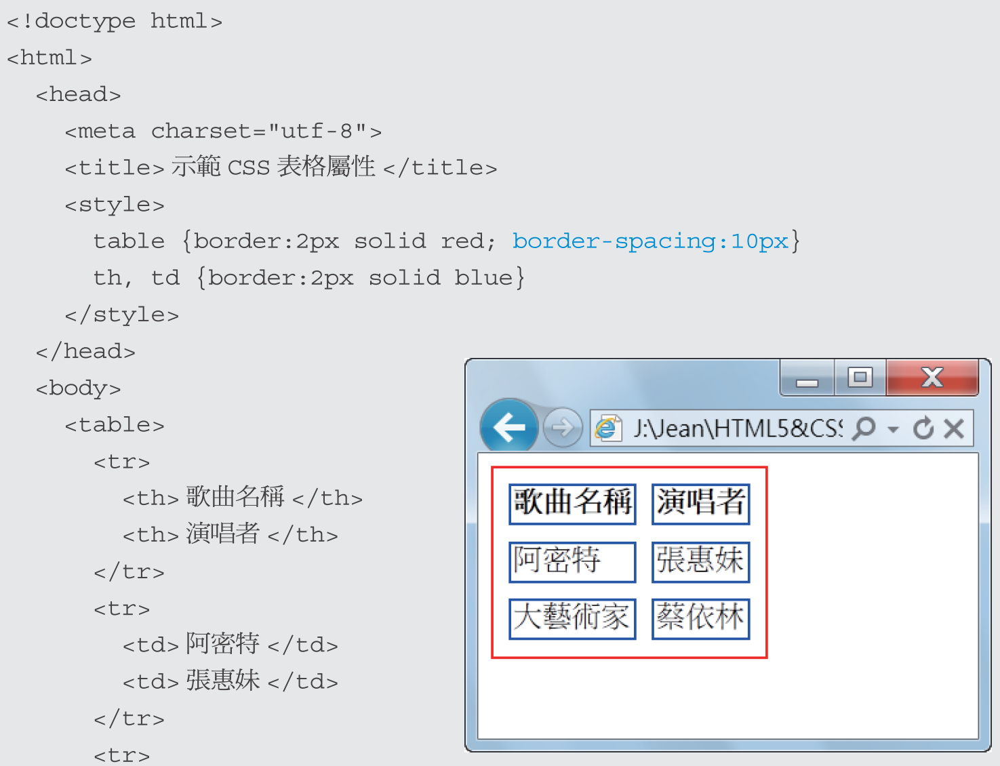 <!doctype html>
<html>
<head>
<meta charset="utf-8">
<title> 示範 CSS 表格屬性 </title>
<style>
table {border:2px solid red; border-spacing:10px}
th, td {border:2px solid blue}
</style>
</head>
<body>
<table>
<tr>
<th> 歌曲名稱 </th>
<th> 演唱者 </th>
</tr>
<tr>
<td> 阿密特 </td>
<td> 張惠妹 </td>
</tr>
<tr>
J:\Jean\HTML5&CSS
歌曲名稱 演唱者
阿密特 張惠妹
大藝術家 蔡依林